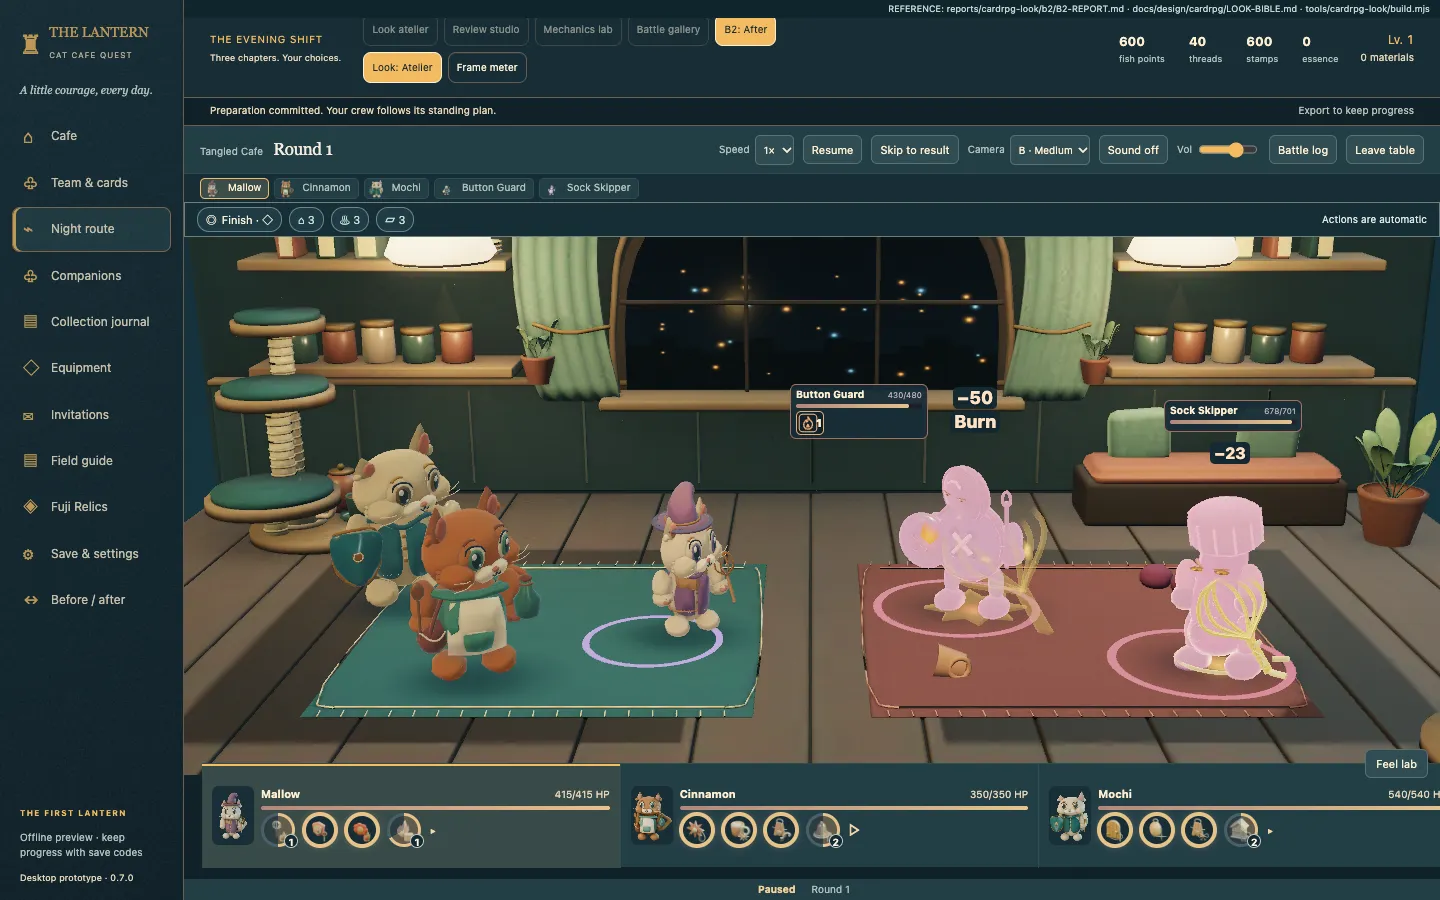 REFERENCE: reports/cardrpg-look/b2/B2-REPORT.md · docs/design/cardrpg/LOOK-BIBLE.md · tools/cardrpg-look/build.mjs
THE LANTERN
CAT CAFE QUEST
A little courage, every day.
Cafe
Team & cards
Night route
Companions
Collection journal
Equipment
Invitations
Field guide
Fuji Relics
Save & settings
Before / after
THE FIRST LANTERN
Offline preview · keep
progress with save codes
Desktop prototype · 0.7.0
THE EVENING SHIFT
Three chapters. Your choices.
Look atelier
Review studio
Mechanics lab
Battle gallery
B2: After
Look: Atelier
Frame meter
600
fish points
40
threads
600
stamps
0
essence
Lv. 1
0 materials
Preparation committed. Your crew follows its standing plan.
Export to keep progress
Tangled Cafe
Round 1
Speed
1x
Resume
Skip to result
Camera
B · Medium
Sound off
Vol
Battle log
Leave table
Mallow
Cinnamon
Mochi
Button Guard
Sock Skipper
Finish ·
3
3
3
Actions are automatic
Button Guard 430/480
1
−50
Burn
Sock Skipper 678/701
−23
Feel lab
Mallow 415/415 HP
1
1
Cinnamon 350/350 HP
2
Mochi 540/540 H
2
Paused Round 1